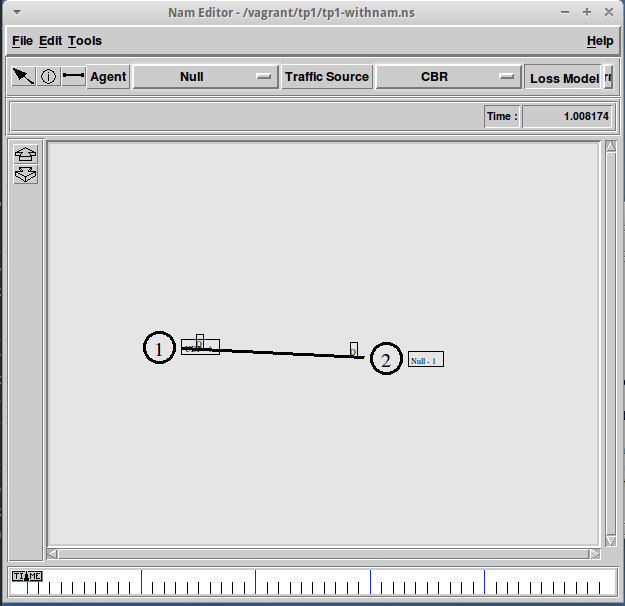 Nam Editor - /vagrant/tp1/tp1-withnam.ns
File Edit Tools
Help
Agent
Null
Traffic Source
CBR
Loss Model
Time :
1.008174
1
2
Null - 1
TIME